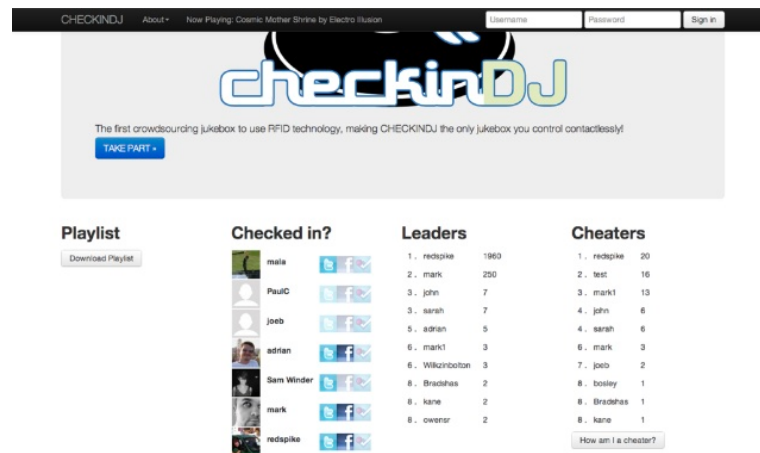 CHECKINDJ About Now Playing: Cosmic Mother Shrine by Electro Illusion Username Password Sign in
checkinDJ
The first crowdsourcing jukebox to use RFID technology, making CHECKINDJ the only jukebox you control contactlessly!
TAKE PART »
Playlist
Download Playlist
Checked in?
mala
PaulC
joeb
adrian
Sam Winder
mark
redspike
Leaders
1. redspike 1960
2. mark 250
3. john 7
3. sarah 7
5. adrian 5
6. mark1 3
6. Wilkzinbolton 3
8. Bradshas 2
8. kane 2
8. owensr 2
Cheaters
1. redspike 20
2. test 16
3. mark1 13
4. john 6
4. sarah 6
6. mark 3
7. joeb 2
8. bosley 1
8. Bradshas 1
8. kane 1
How am I a cheater?